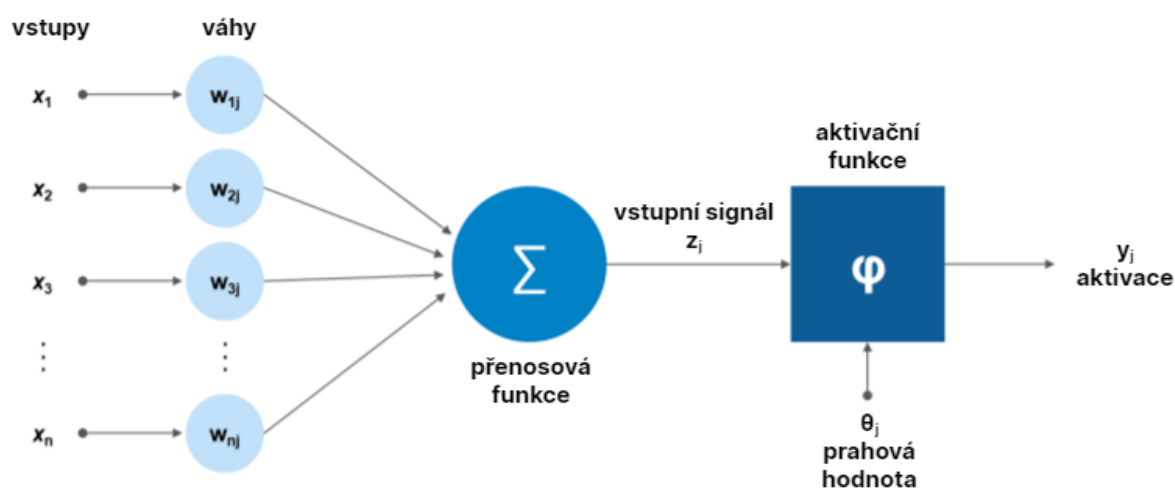 vstupy
váhy
x1
w1j
x2
w2j
x3
w3j
⋮
⋮
xn
wnj
∑
přenosová
funkce
vstupní signál
zj
aktivační
funkce
φ
θj
prahová
hodnota
yj
aktivace